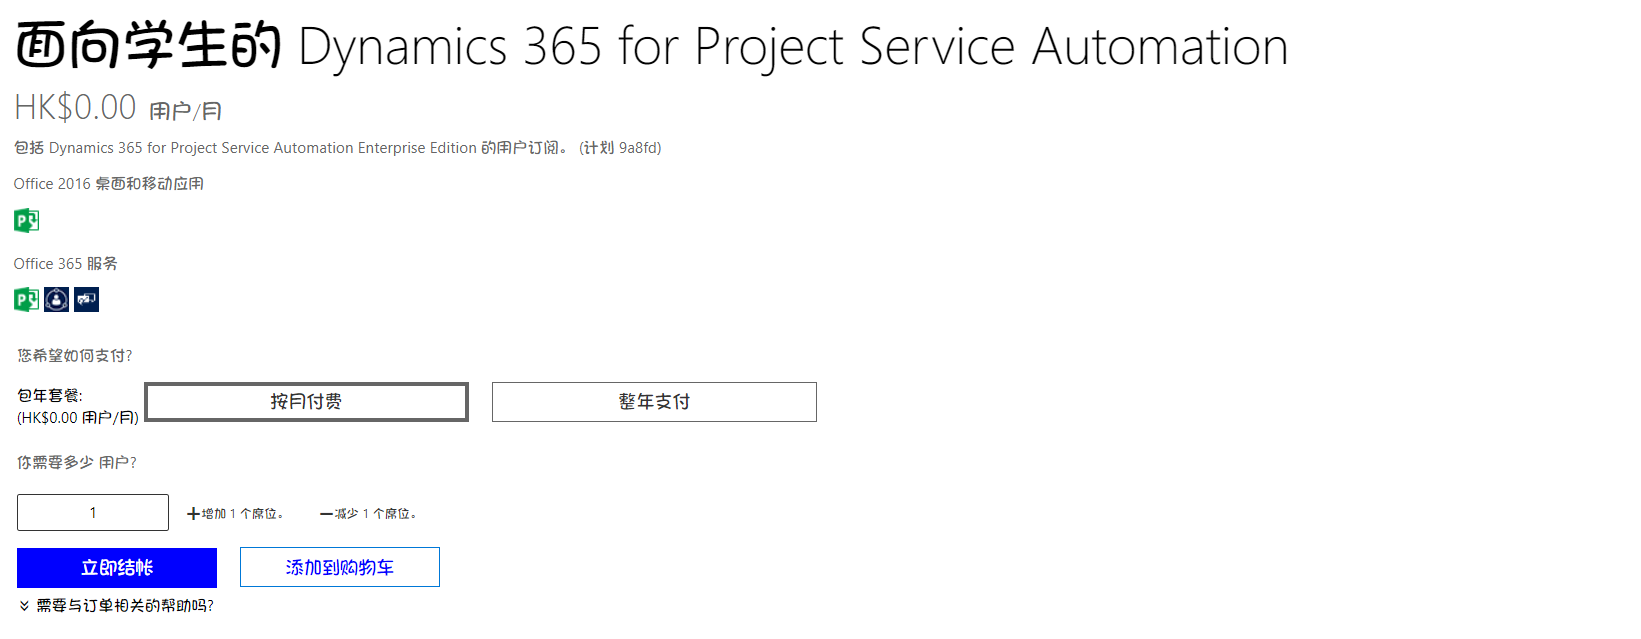 面向学生的 Dynamics 365 for Project Service Automation
HK$0.00 用户/月
包括 Dynamics 365 for Project Service Automation Enterprise Edition 的用户订阅。 (计划 9a8fd)
Office 2016 桌面和移动应用
Office 365 服务
您希望如何支付?
包年套餐:
(HK$0.00 用户/月)
按月付费
整年支付
你需要多少 用户?
1
增加 1 个席位。
减少 1 个席位。
立即结帐
添加到购物车
需要与订单相关的帮助吗?